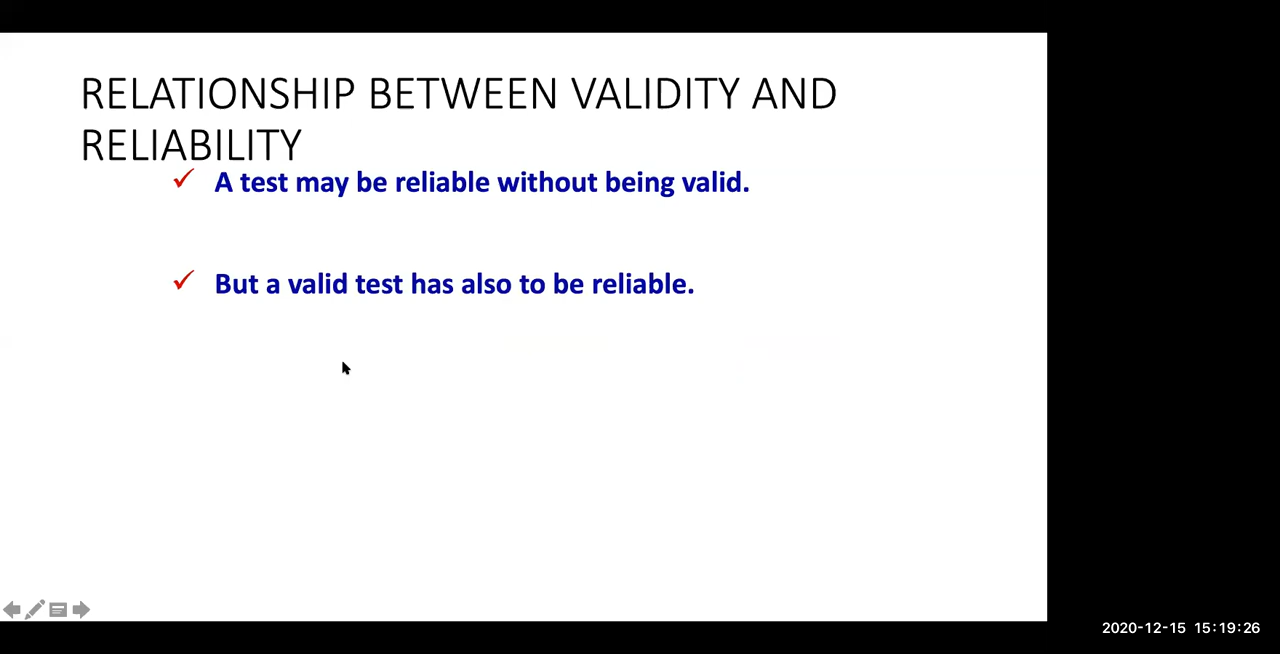 RELATIONSHIP BETWEEN VALIDITY AND
RELIABILITY
✓ A test may be reliable without being valid.
✓ But a valid test has also to be reliable.
2020-12-15 15:19:26